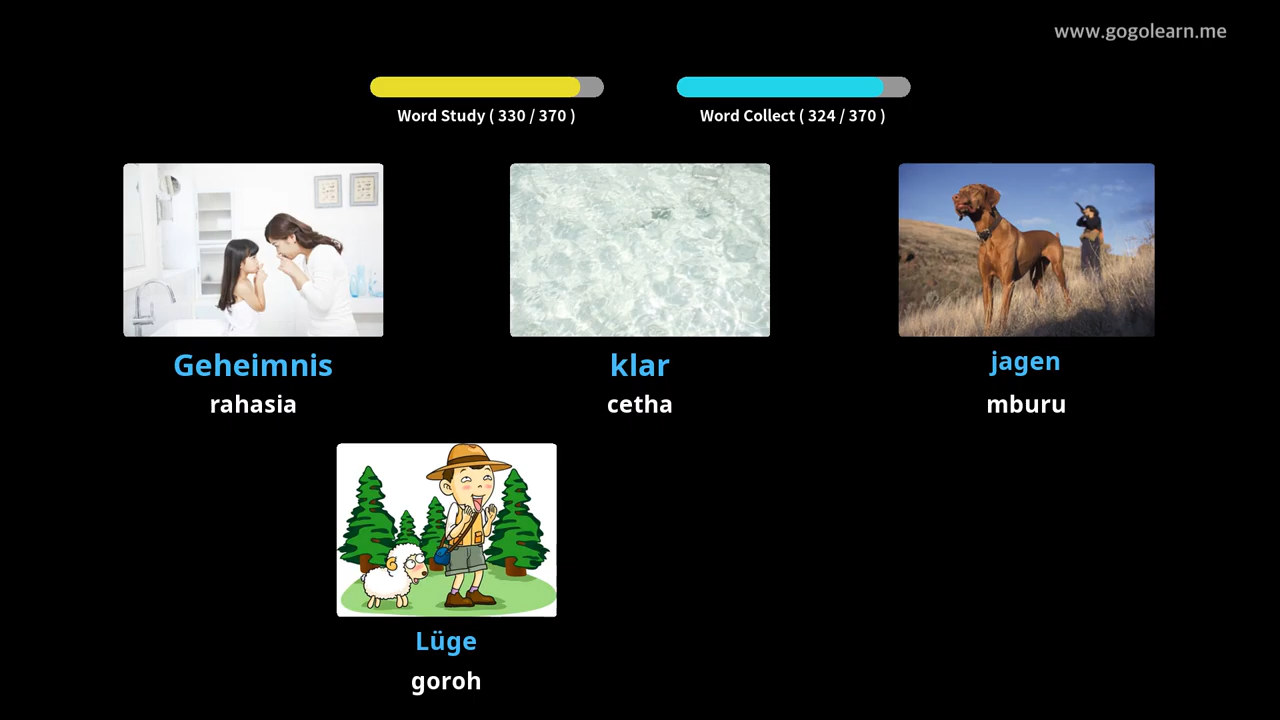 www.gogolearn.me
Word Study ( 330 / 370 )
Word Collect ( 324 / 370 )
Geheimnis
rahasia
klar
cetha
jagen
mburu
Lüge
goroh